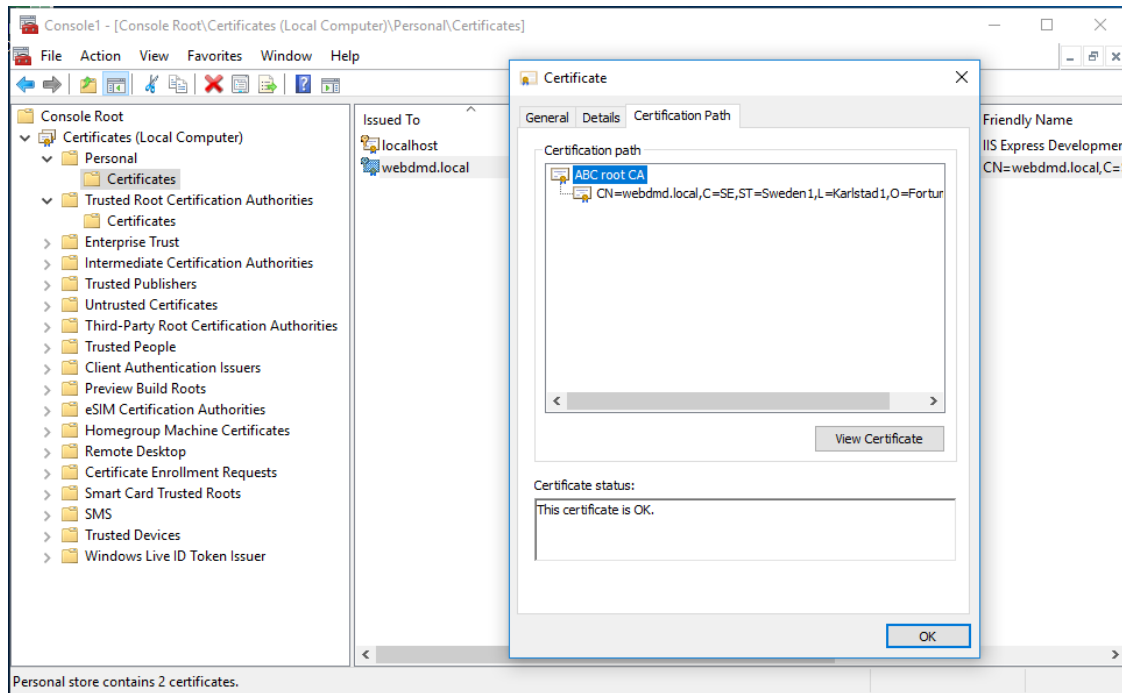 Console1 - [Console Root\Certificates (Local Computer)\Personal\Certificates]
File Action View Favorites Window Help
Console Root
Certificates (Local Computer)
Personal
Certificates
Trusted Root Certification Authorities
Certificates
Enterprise Trust
Intermediate Certification Authorities
Trusted Publishers
Untrusted Certificates
Third-Party Root Certification Authorities
Trusted People
Client Authentication Issuers
Preview Build Roots
eSIM Certification Authorities
Homegroup Machine Certificates
Remote Desktop
Certificate Enrollment Requests
Smart Card Trusted Roots
SMS
Trusted Devices
Windows Live ID Token Issuer
Issued To
localhost
webdmd.local
Certificate
General Details Certification Path
Certification path
ABC root CA
CN=webdmd.local,C=SE,ST=Sweden1,L=Karlstad1,O=Fortur
View Certificate
Certificate status:
This certificate is OK.
OK
Friendly Name
IIS Express Developmer
CN=webdmd.local,C=
Personal store contains 2 certificates.